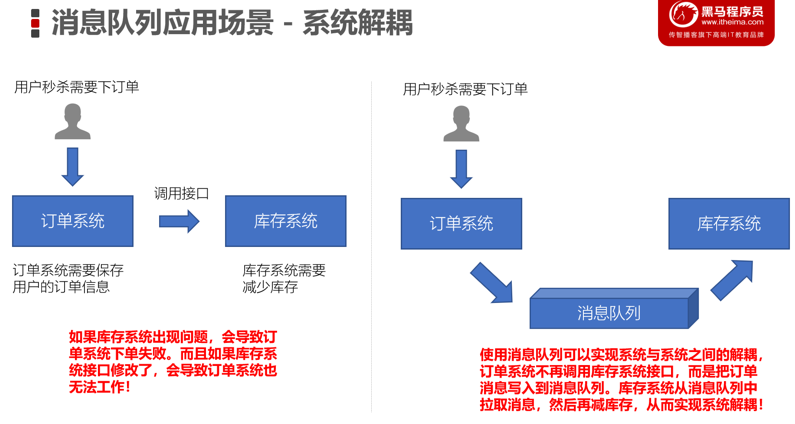 消息队列应用场景 - 系统解耦
黑马程序员
www.itheima.com
传智播客旗下高端IT教育品牌
用户秒杀需要下订单
调用接口
订单系统
库存系统
订单系统需要保存
用户的订单信息
库存系统需要
减少库存
如果库存系统出现问题，会导致订
单系统下单失败。而且如果库存系
统接口修改了，会导致订单系统也
无法工作！
用户秒杀需要下订单
订单系统
库存系统
消息队列
使用消息队列可以实现系统与系统之间的解耦，
订单系统不再调用库存系统接口，而是把订单
消息写入到消息队列。库存系统从消息队列中
拉取消息，然后再减库存，从而实现系统解耦！